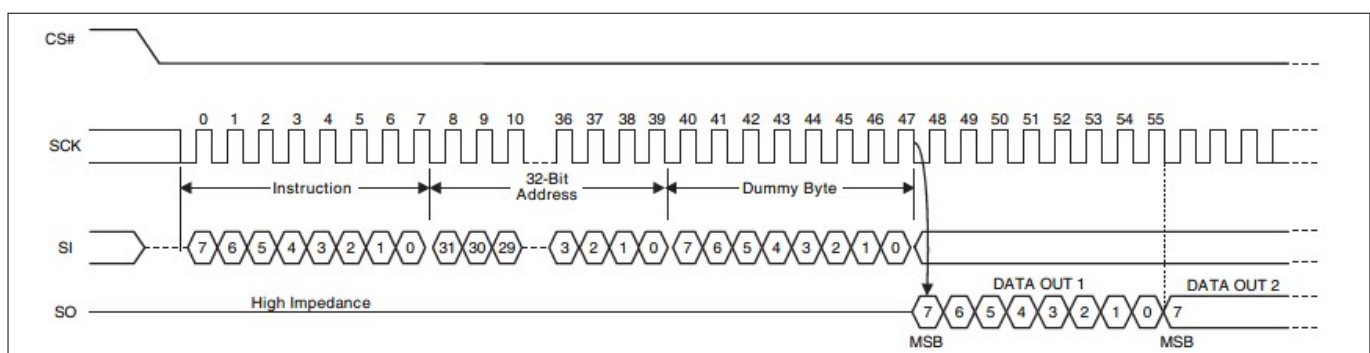 CS#
0 1 2 3 4 5 6 7 8 9 10 36 37 38 39 40 41 42 43 44 45 46 47 48 49 50 51 52 53 54 55
SCK
Instruction 32-Bit Address Dummy Byte
SI 7 6 5 4 3 2 1 0 31 30 29 3 2 1 0 7 6 5 4 3 2 1 0
DATA OUT 1 DATA OUT 2
High Impedance
SO 7 6 5 4 3 2 1 0 7
MSB MSB